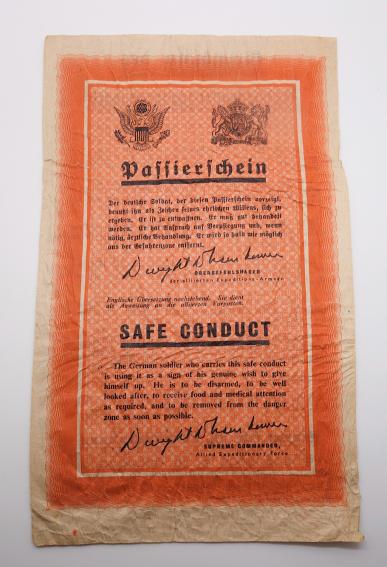 Passierschein
Der deutsche Soldat, der diesen Passierschein vorzeigt,
benutzt ihn als Zeichen seines ehrlichen Willens, sich zu
ergeben. Er ist zu entwaffnen. Er muß gut behandelt
werden. Er hat Anspruch auf Verpflegung und, wenn
nötig, ärztliche Behandlung. Er wird so bald wie möglich
aus der Gefahrenzone entfernt.
Dwight D Eisenhower
OBERBEFEHLSHABER
der alliierten Expeditions-Armeen
Englische Übersetzung nachstehend. Sie dient
als Anweisung an die alliierten Vorposten.
SAFE CONDUCT
The German soldier who carries this safe conduct
is using it as a sign of his genuine wish to give
himself up. He is to be disarmed, to be well
looked after, to receive food and medical attention
as required, and to be removed from the danger
zone as soon as possible.
Dwight D Eisenhower
SUPREME COMMANDER,
Allied Expeditionary Force